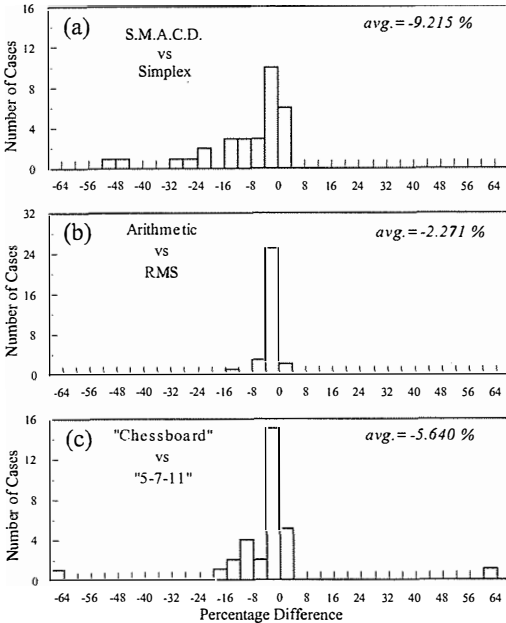 (a)
S.M.A.C.D.
vs
Simplex
avg.=-9.215 %
Number of Cases
16
12
8
4
0
-64 -56 -48 -40 -32 -24 -16 -8 0 8 16 24 32 40 48 56 64
(b)
Arithmetic
vs
RMS
avg.=-2.271 %
Number of Cases
32
24
16
8
0
-64 -56 -48 -40 -32 -24 -16 -8 0 8 16 24 32 40 48 56 64
(c)
"Chessboard"
vs
"5-7-11"
avg.=-5.640 %
Number of Cases
16
12
8
4
0
-64 -56 -48 -40 -32 -24 -16 -8 0 8 16 24 32 40 48 56 64
Percentage Difference